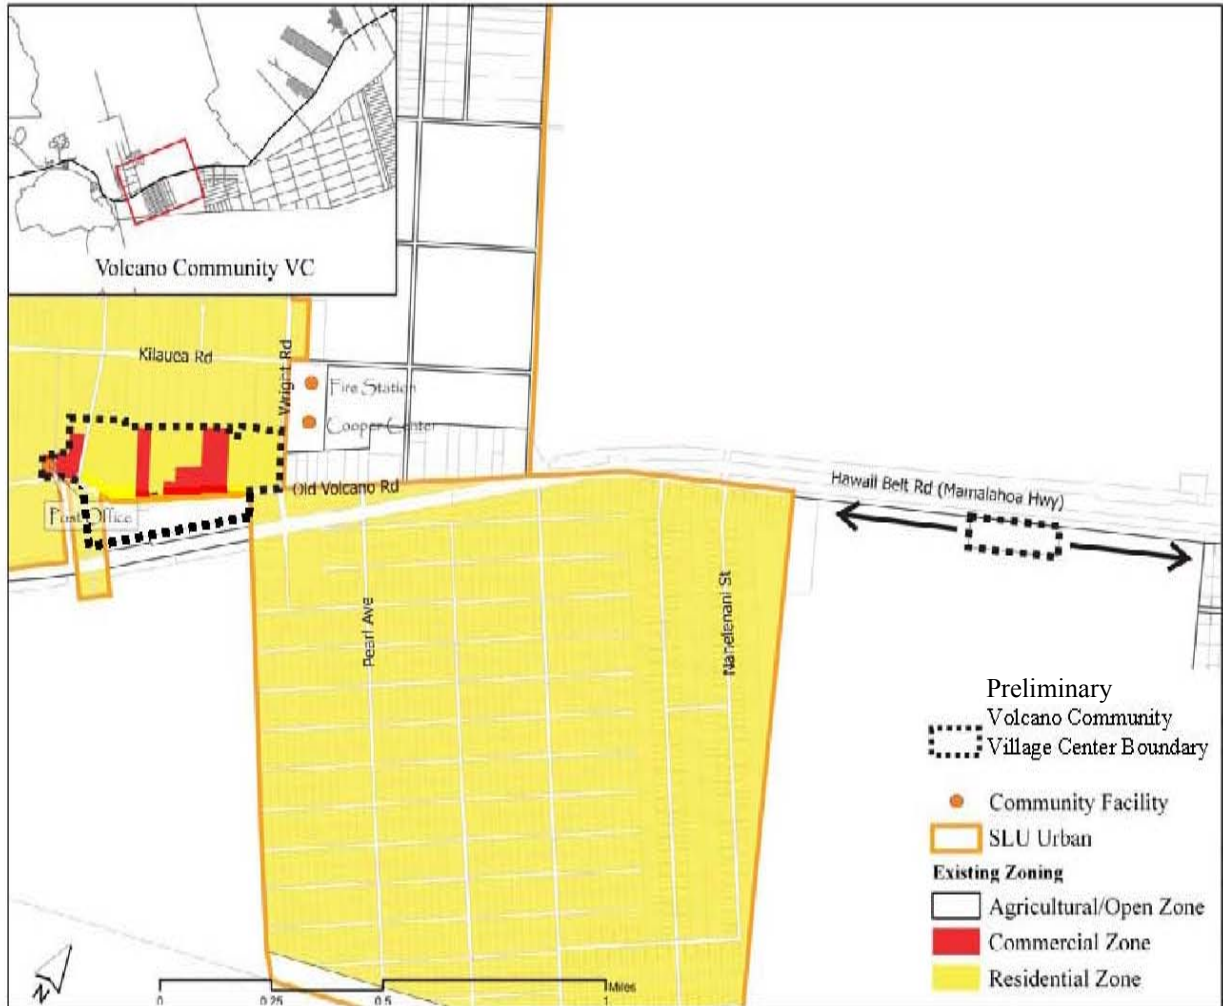 Volcano Community VC
Kilauea Rd
Wright Rd
Fire Station
Cooper Center
Old Volcano Rd
Post Office
Hawaii Belt Rd (Mamalahoa Hwy)
Pearl Ave
Nahelenani St
Preliminary
Volcano Community
Village Center Boundary
Community Facility
SLU Urban
Existing Zoning
Agricultural/Open Zone
Commercial Zone
Residential Zone
N
0 0.25 0.5 1 Miles